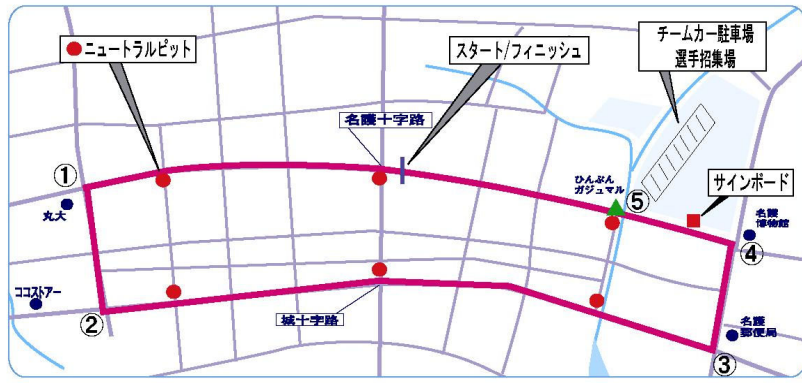 ニュートラルピット
スタート/フィニッシュ
チームカー駐車場
選手招集場
名護十字路
①
丸大
ひんぷん
ガジュマル
⑤
サインボード
名護
博物館
④
ココストアー
②
城十字路
名護
郵便局
③